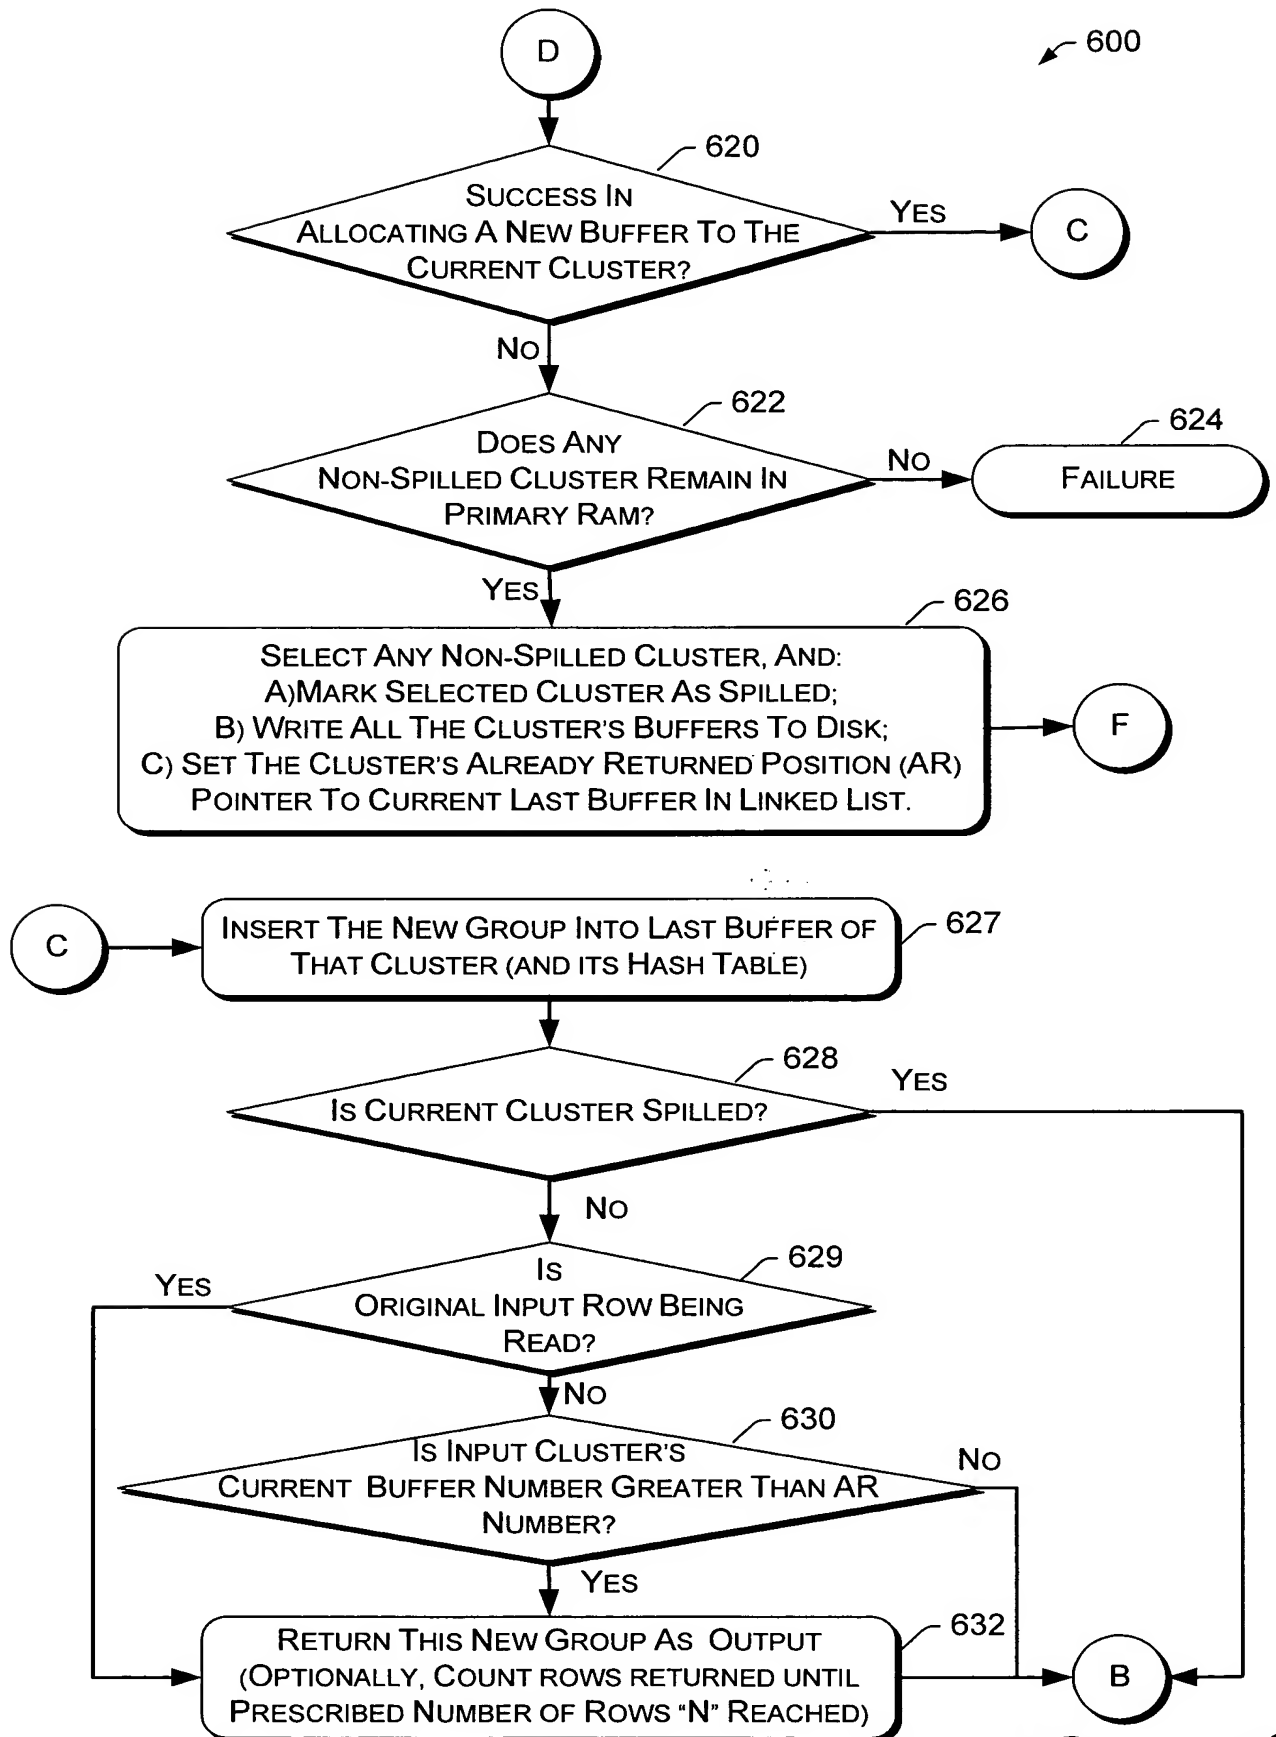 D
600
620
SUCCESS IN
ALLOCATING A NEW BUFFER TO THE
CURRENT CLUSTER?
YES
C
NO
622
DOES ANY
NON-SPILLED CLUSTER REMAIN IN
PRIMARY RAM?
NO
624
FAILURE
YES
626
SELECT ANY NON-SPILLED CLUSTER, AND:
A)MARK SELECTED CLUSTER AS SPILLED;
B) WRITE ALL THE CLUSTER'S BUFFERS TO DISK;
C) SET THE CLUSTER'S ALREADY RETURNED POSITION (AR)
POINTER TO CURRENT LAST BUFFER IN LINKED LIST.
F
C
INSERT THE NEW GROUP INTO LAST BUFFER OF
THAT CLUSTER (AND ITS HASH TABLE)
627
628
IS CURRENT CLUSTER SPILLED?
YES
NO
629
IS
ORIGINAL INPUT ROW BEING
READ?
YES
NO
630
IS INPUT CLUSTER'S
CURRENT BUFFER NUMBER GREATER THAN AR
NUMBER?
NO
YES
632
RETURN THIS NEW GROUP AS OUTPUT
(OPTIONALLY, COUNT ROWS RETURNED UNTIL
PRESCRIBED NUMBER OF ROWS "N" REACHED)
B